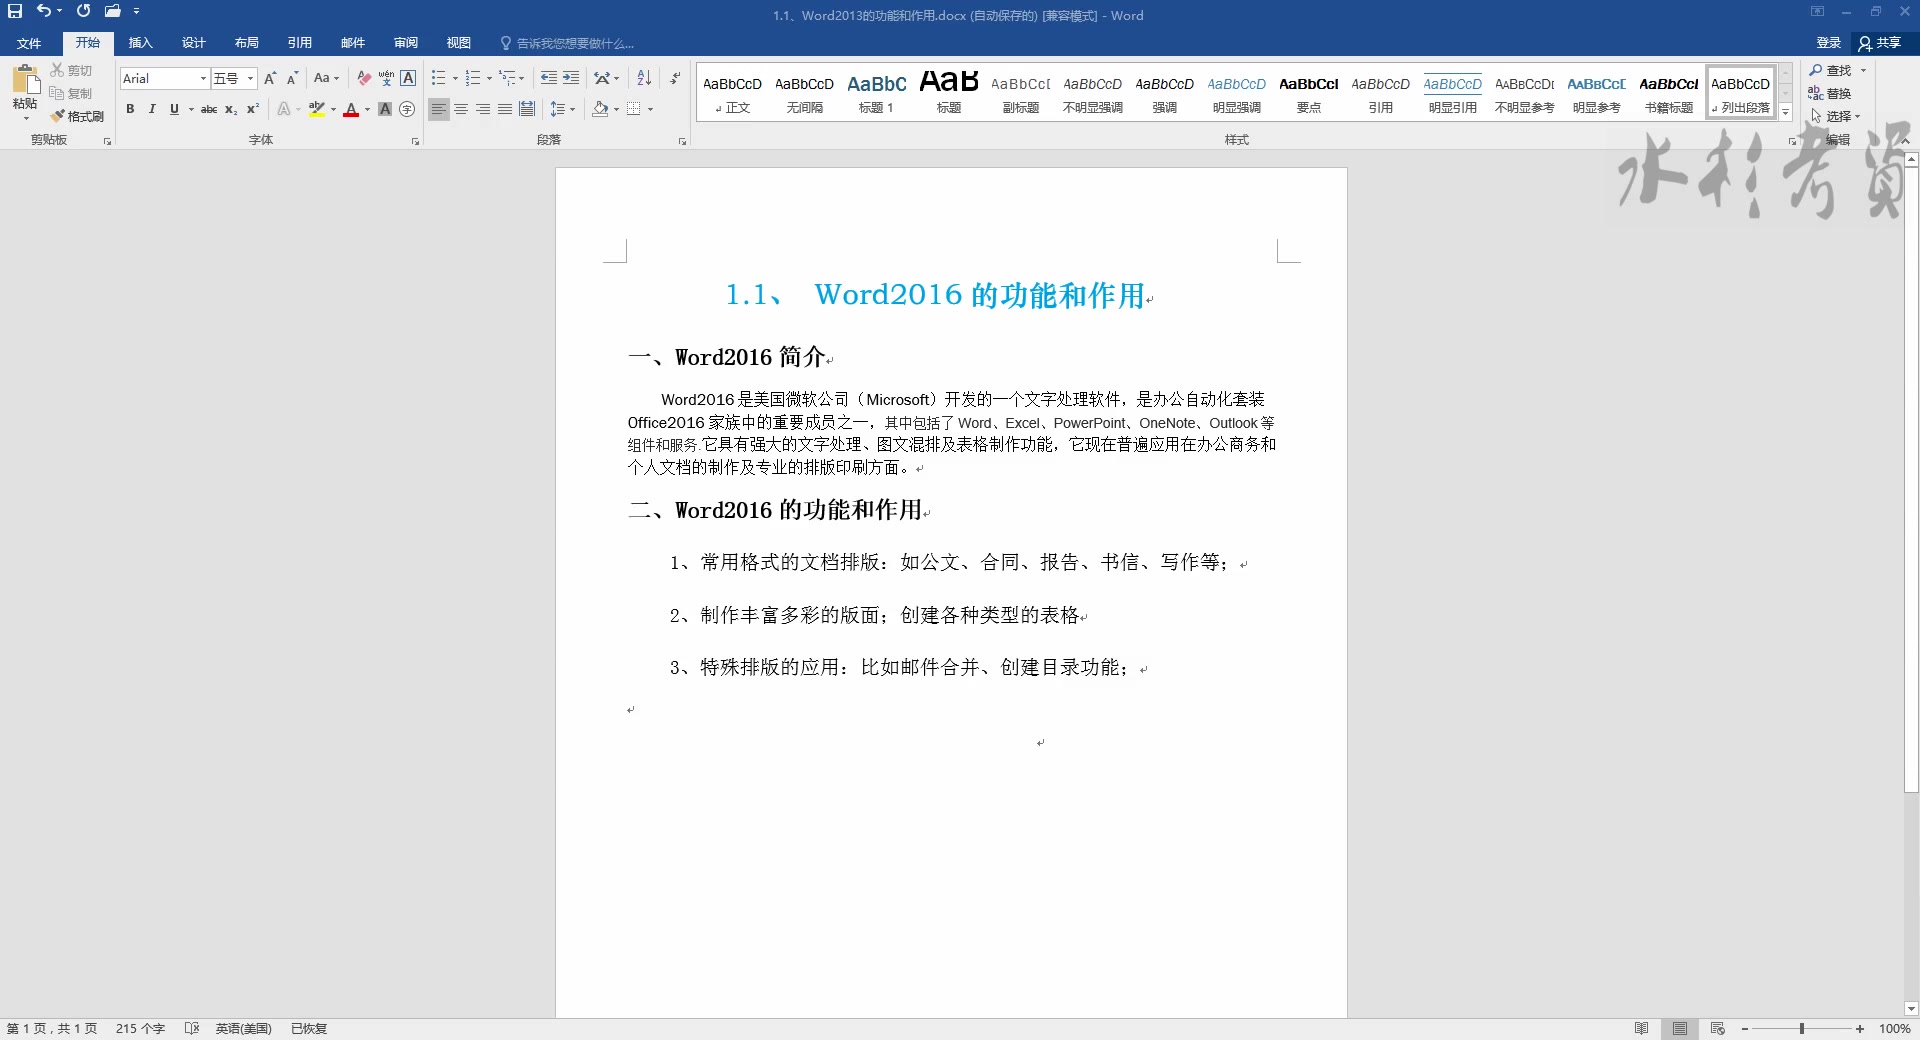 1.1、Word2013的功能和作用.docx (自动保存的) [兼容模式] - Word
文件 开始 插入 设计 布局 引用 邮件 审阅 视图 告诉我您想要做什么... 登录 共享
粘贴 剪切 复制 格式刷
剪贴板
Arial 五号
字体
段落
AaBbCcD 正文
AaBbCcD 无间隔
AaBbC 标题 1
AaB 标题
AaBbCcD 副标题
AaBbCcD 不明显强调
AaBbCcD 强调
AaBbCcD 明显强调
AaBbCcI 要点
AaBbCcD 引用
AaBbCcD 明显引用
AaBbCcDt 不明显参考
AaBbCcD 明显参考
AaBbCcI 书籍标题
AaBbCcD 列出段落
样式
查找
替换
选择
编辑
水杉考資
1.1、 Word2016 的功能和作用
一、Word2016 简介
Word2016 是美国微软公司（Microsoft）开发的一个文字处理软件，是办公自动化套装
Office2016 家族中的重要成员之一，其中包括了 Word、Excel、PowerPoint、OneNote、Outlook 等
组件和服务.它具有强大的文字处理、图文混排及表格制作功能，它现在普遍应用在办公商务和
个人文档的制作及专业的排版印刷方面。
二、Word2016 的功能和作用
1、常用格式的文档排版：如公文、合同、报告、书信、写作等；
2、制作丰富多彩的版面；创建各种类型的表格
3、特殊排版的应用：比如邮件合并、创建目录功能；
第 1 页，共 1 页 215 个字 英语(美国) 已恢复 100%